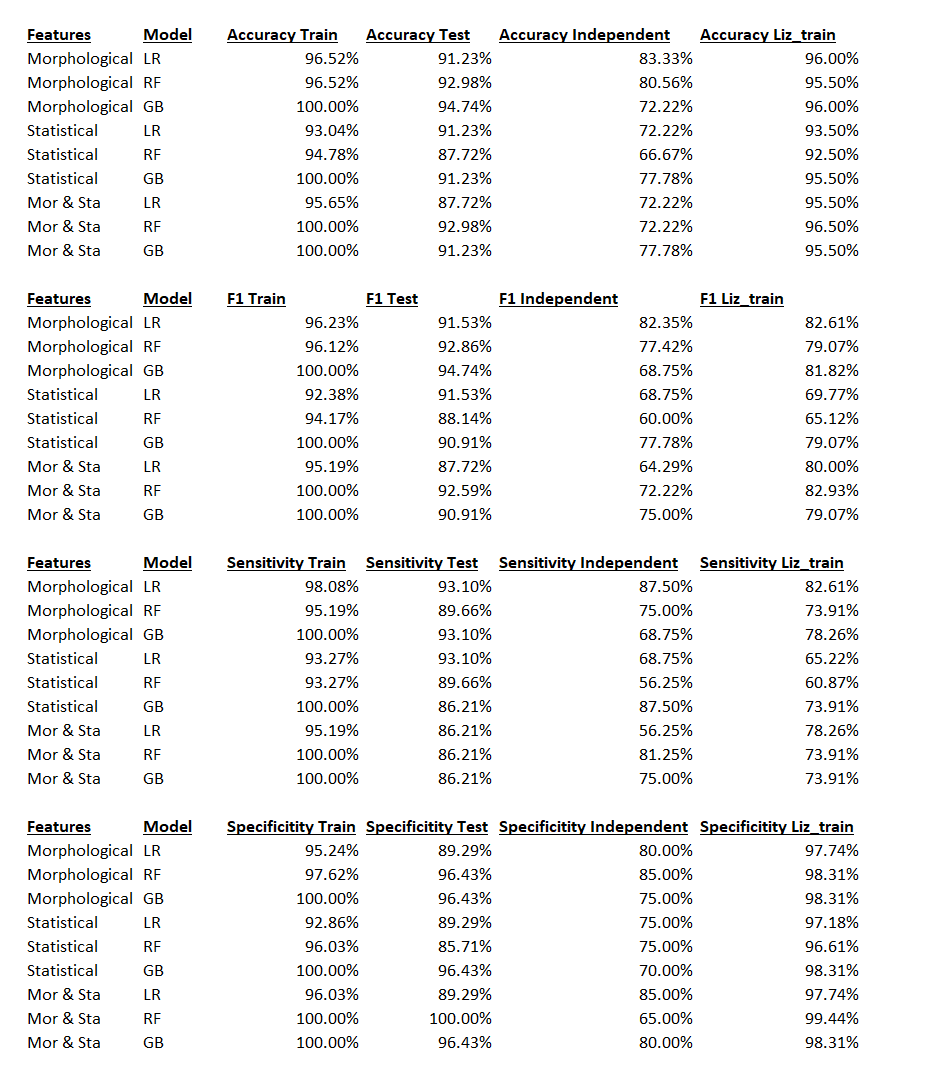 Features Model Accuracy Train Accuracy Test Accuracy Independent Accuracy Liz_train
Morphological LR 96.52% 91.23% 83.33% 96.00%
Morphological RF 96.52% 92.98% 80.56% 95.50%
Morphological GB 100.00% 94.74% 72.22% 96.00%
Statistical LR 93.04% 91.23% 72.22% 93.50%
Statistical RF 94.78% 87.72% 66.67% 92.50%
Statistical GB 100.00% 91.23% 77.78% 95.50%
Mor & Sta LR 95.65% 87.72% 72.22% 95.50%
Mor & Sta RF 100.00% 92.98% 72.22% 96.50%
Mor & Sta GB 100.00% 91.23% 77.78% 95.50%
Features Model F1 Train F1 Test F1 Independent F1 Liz_train
Morphological LR 96.23% 91.53% 82.35% 82.61%
Morphological RF 96.12% 92.86% 77.42% 79.07%
Morphological GB 100.00% 94.74% 68.75% 81.82%
Statistical LR 92.38% 91.53% 68.75% 69.77%
Statistical RF 94.17% 88.14% 60.00% 65.12%
Statistical GB 100.00% 90.91% 77.78% 79.07%
Mor & Sta LR 95.19% 87.72% 64.29% 80.00%
Mor & Sta RF 100.00% 92.59% 72.22% 82.93%
Mor & Sta GB 100.00% 90.91% 75.00% 79.07%
Features Model Sensitivity Train Sensitivity Test Sensitivity Independent Sensitivity Liz_train
Morphological LR 98.08% 93.10% 87.50% 82.61%
Morphological RF 95.19% 89.66% 75.00% 73.91%
Morphological GB 100.00% 93.10% 68.75% 78.26%
Statistical LR 93.27% 93.10% 68.75% 65.22%
Statistical RF 93.27% 89.66% 56.25% 60.87%
Statistical GB 100.00% 86.21% 87.50% 73.91%
Mor & Sta LR 95.19% 86.21% 56.25% 78.26%
Mor & Sta RF 100.00% 86.21% 81.25% 73.91%
Mor & Sta GB 100.00% 86.21% 75.00% 73.91%
Features Model Specificitity Train Specificitity Test Specificitity Independent Specificitity Liz_train
Morphological LR 95.24% 89.29% 80.00% 97.74%
Morphological RF 97.62% 96.43% 85.00% 98.31%
Morphological GB 100.00% 96.43% 75.00% 98.31%
Statistical LR 92.86% 89.29% 75.00% 97.18%
Statistical RF 96.03% 85.71% 75.00% 96.61%
Statistical GB 100.00% 96.43% 70.00% 98.31%
Mor & Sta LR 96.03% 89.29% 85.00% 97.74%
Mor & Sta RF 100.00% 100.00% 65.00% 99.44%
Mor & Sta GB 100.00% 96.43% 80.00% 98.31%